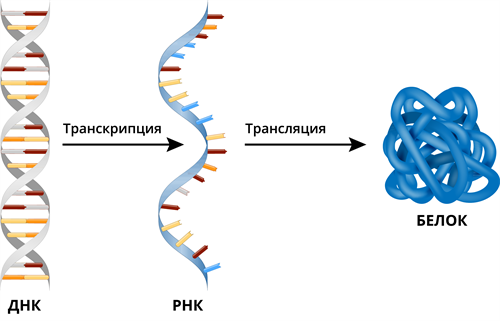 Транскрипция
Трансляция
БЕЛОК
ДНК
РНК